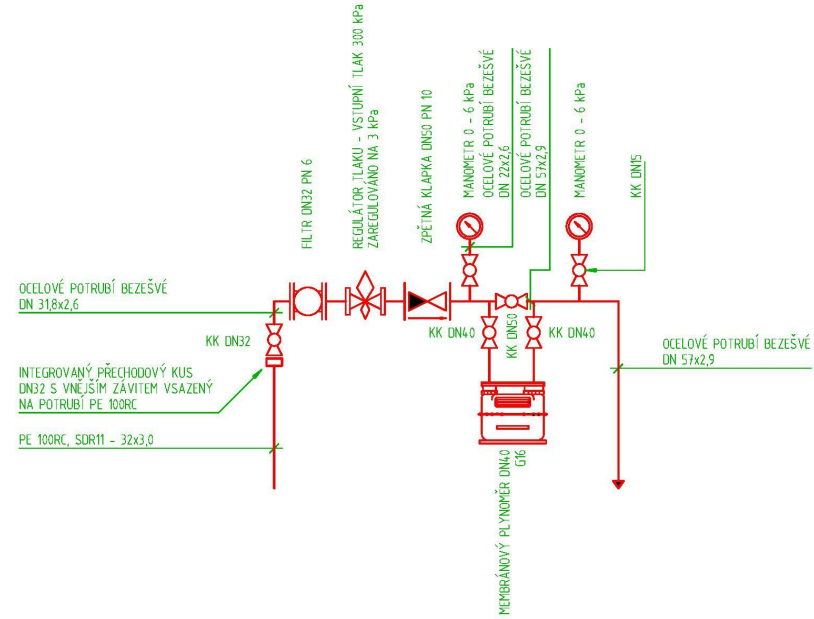 FILTR DN32 PN 6
REGULÁTOR TLAKU - VSTUPNÍ TLAK 300 kPa
ZAREGULOVÁNO NA 3 kPa
ZPĚTNÁ KLAPKA DN50 PN 10
MANOMETR 0 - 6 kPa
OCELOVÉ POTRUBÍ BEZEŠVÉ
DN 22x2,6
OCELOVÉ POTRUBÍ BEZEŠVÉ
DN 57x2,9
MANOMETR 0 - 6 kPa
KK DN15
OCELOVÉ POTRUBÍ BEZEŠVÉ
DN 31,8x2,6
KK DN32
KK DN40
KK DN50
KK DN40
OCELOVÉ POTRUBÍ BEZEŠVÉ
DN 57x2,9
INTEGROVANÝ PŘECHODOVÝ KUS
DN32 S VNĚJŠÍM ZÁVITEM VSAZENÝ
NA POTRUBÍ PE 100RC
PE 100RC, SDR11 - 32x3,0
MEMBRÁNOVÝ PLYNOMĚR DN40
G16